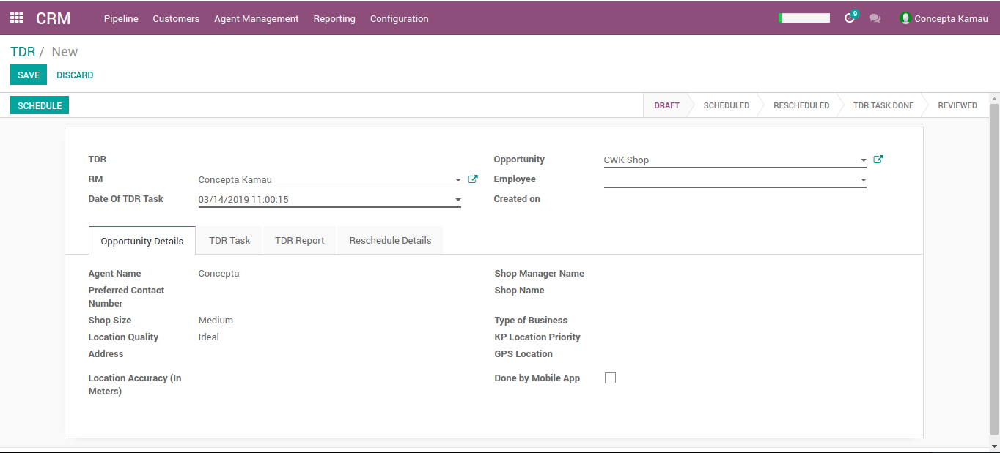 CRM Pipeline Customers Agent Management Reporting Configuration 9 Concepta Kamau
TDR / New
SAVE DISCARD
SCHEDULE DRAFT SCHEDULED RESCHEDULED TDR TASK DONE REVIEWED
TDR Opportunity CWK Shop
RM Concepta Kamau Employee
Date Of TDR Task 03/14/2019 11:00:15 Created on
Opportunity Details TDR Task TDR Report Reschedule Details
Agent Name Concepta Shop Manager Name
Preferred Contact Shop Name
Number
Shop Size Medium Type of Business
Location Quality Ideal KP Location Priority
Address GPS Location
Location Accuracy (In Done by Mobile App
Meters)